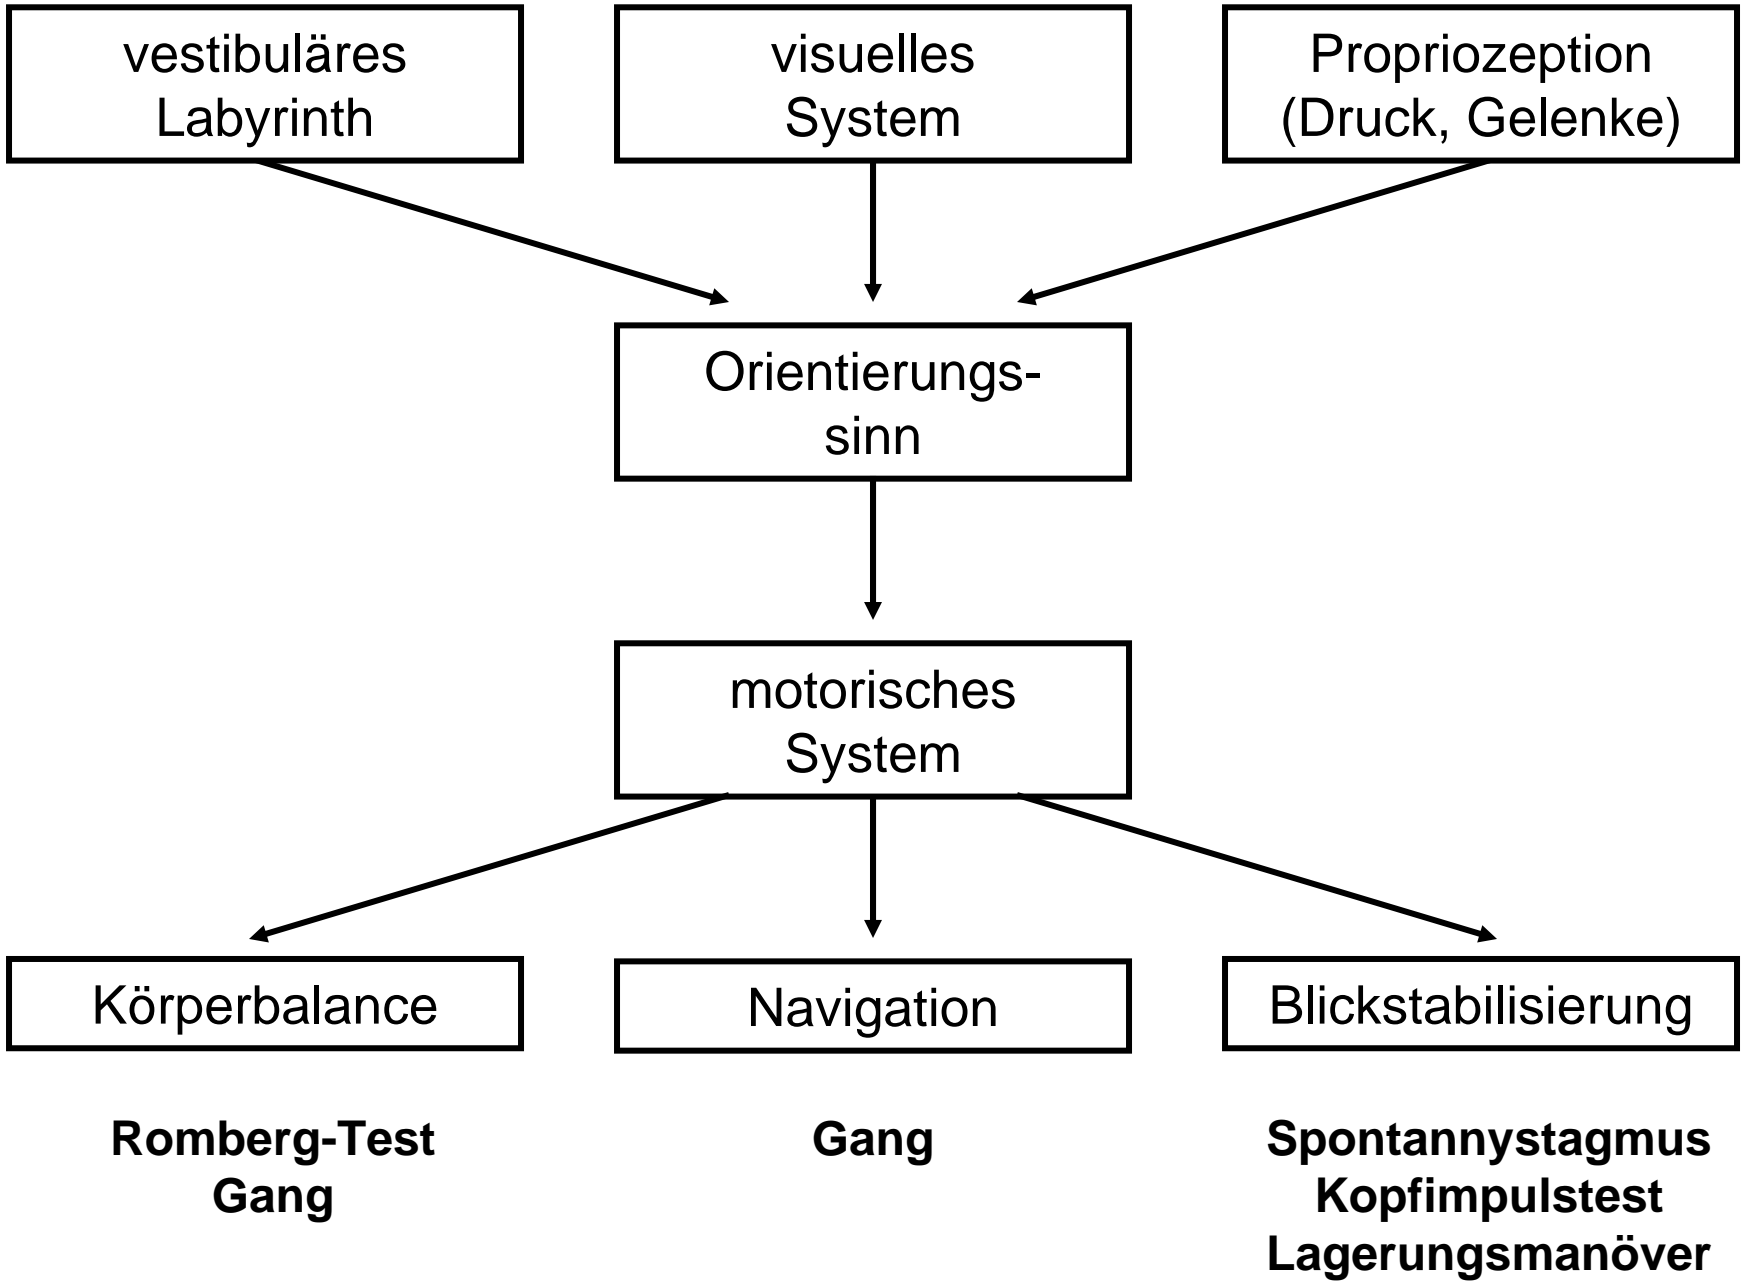 vestibuläres
Labyrinth
visuelles
System
Propriozeption
(Druck, Gelenke)
Orientierungs-
sinn
motorisches
System
Körperbalance
Navigation
Blickstabilisierung
Romberg-Test
Gang
Gang
Spontannystagmus
Kopfimpulstest
Lagerungsmanöver